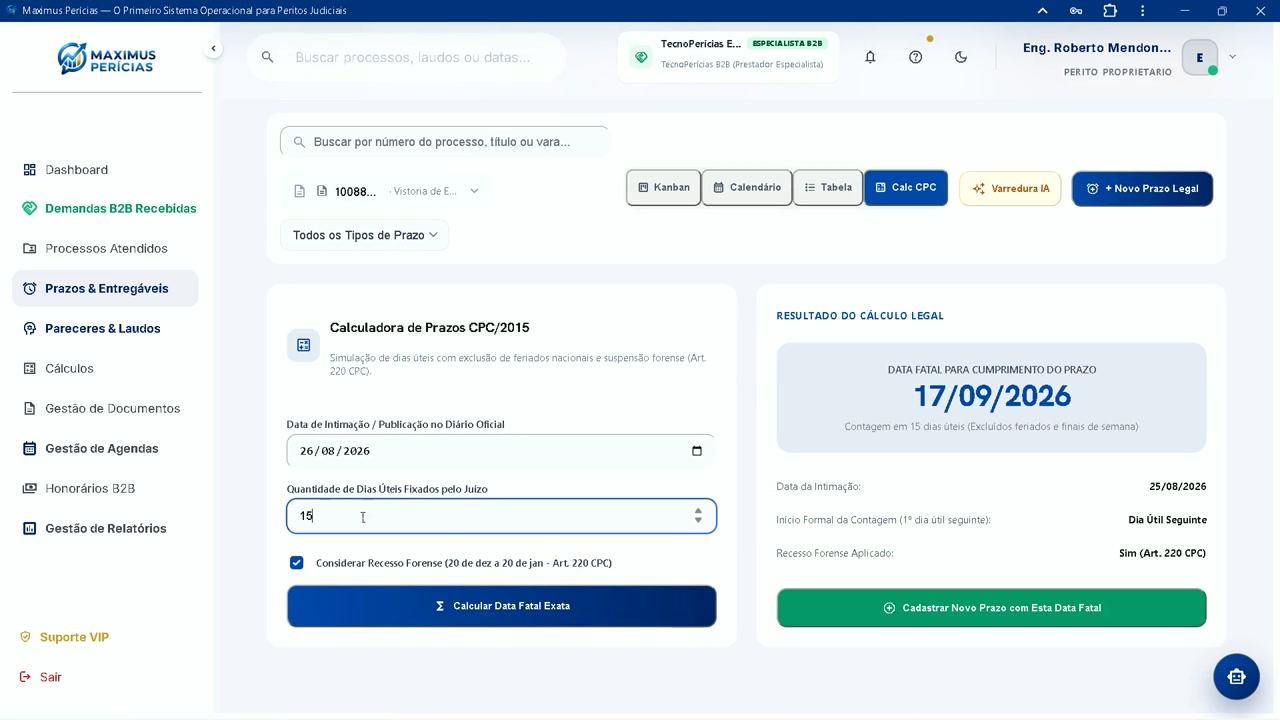 Maximus Perícias — O Primeiro Sistema Operacional para Peritos Judiciais
MAXIMUS
PERÍCIAS
Buscar processos, laudos ou datas...
TecnoPerícias E... ESPECIALISTA B2B
TecnoPerícias B2B (Prestador Especialista)
Eng. Roberto Mendon...
PERITO PROPRIETARIO
E
Dashboard
Demandas B2B Recebidas
Processos Atendidos
Prazos & Entregáveis
Pareceres & Laudos
Cálculos
Gestão de Documentos
Gestão de Agendas
Honorários B2B
Gestão de Relatórios
Suporte VIP
Sair
Buscar por número do processo, título ou vara...
10088... · Vistoria de E...
Kanban
Calendário
Tabela
Calc CPC
Varredura IA
+ Novo Prazo Legal
Todos os Tipos de Prazo
Calculadora de Prazos CPC/2015
Simulação de dias úteis com exclusão de feriados nacionais e suspensão forense (Art.
220 CPC).
Data de Intimação / Publicação no Diário Oficial
26/08/2026
Quantidade de Dias Úteis Fixados pelo Juízo
15
Considerar Recesso Forense (20 de dez a 20 de jan - Art. 220 CPC)
Calcular Data Fatal Exata
RESULTADO DO CÁLCULO LEGAL
DATA FATAL PARA CUMPRIMENTO DO PRAZO
17/09/2026
Contagem em 15 dias úteis (Excluídos feriados e finais de semana)
Data da Intimação: 25/08/2026
Início Formal da Contagem (1º dia útil seguinte): Dia Útil Seguinte
Recesso Forense Aplicado: Sim (Art. 220 CPC)
Cadastrar Novo Prazo com Esta Data Fatal